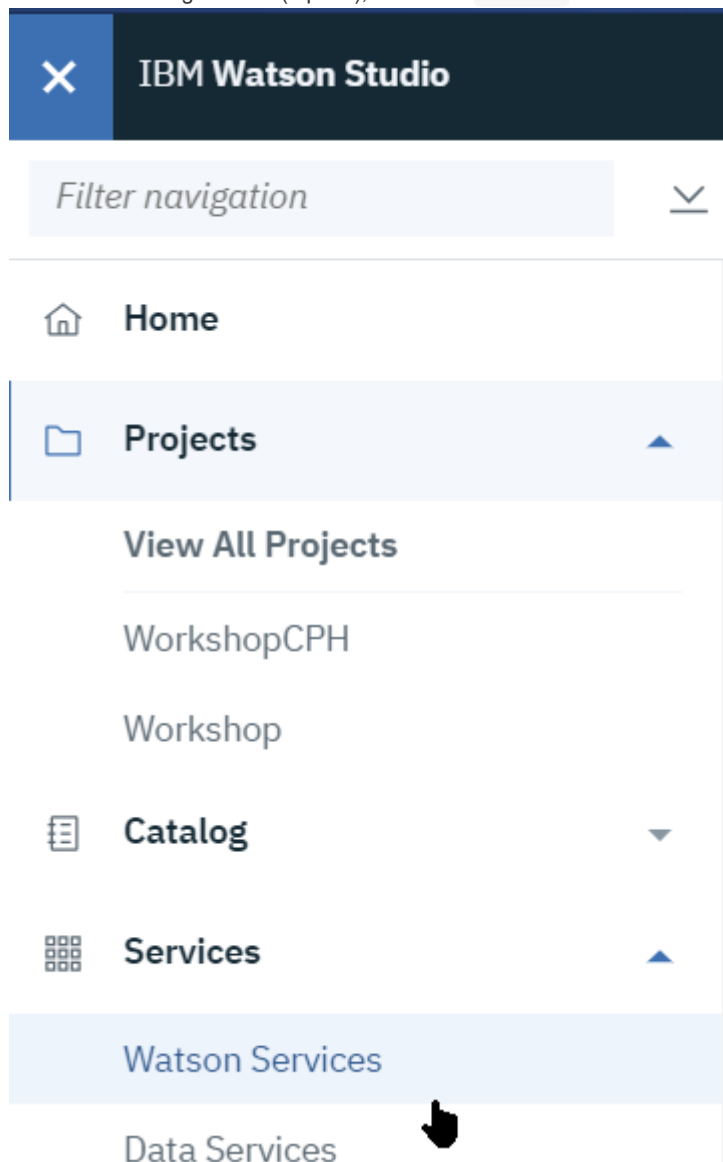 IBM Watson Studio
Filter navigation
Home
Projects
View All Projects
WorkshopCPH
Workshop
Catalog
Services
Watson Services
Data Services